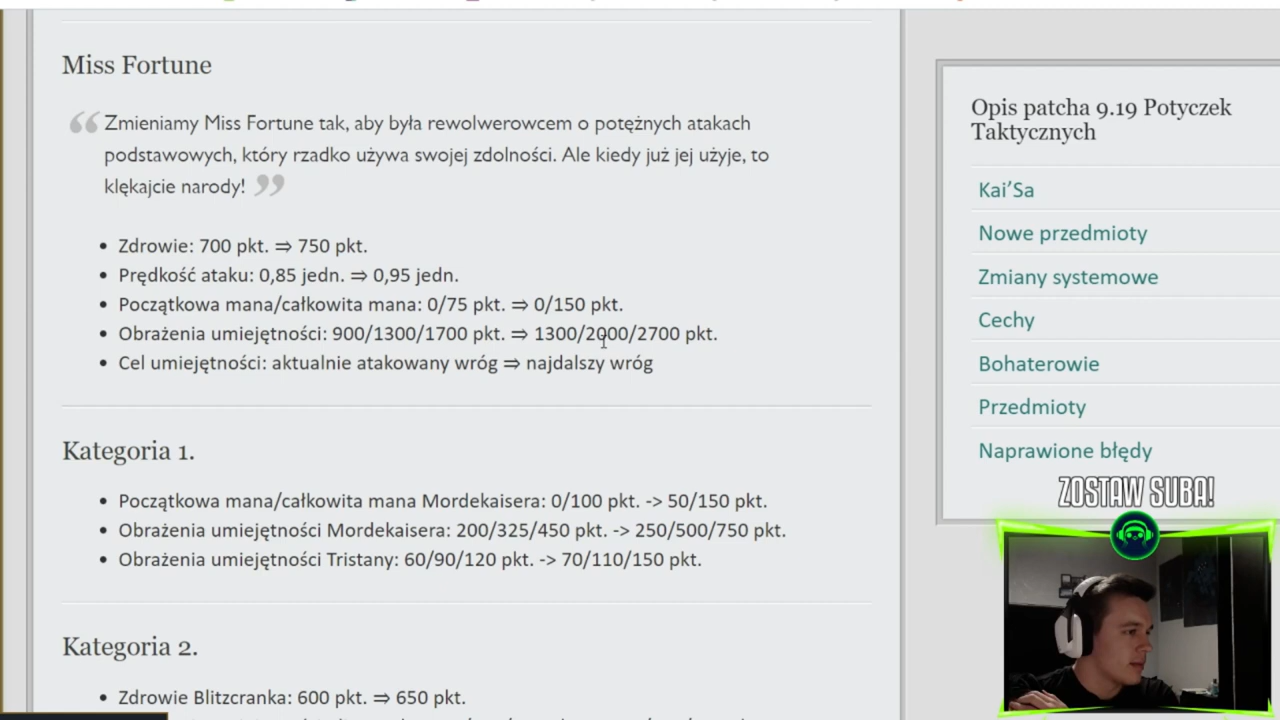 Miss Fortune
“ Zmieniamy Miss Fortune tak, aby była rewolwerowcem o potężnych atakach
podstawowych, który rzadko używa swojej zdolności. Ale kiedy już jej użyje, to
klękajcie narody! ”
• Zdrowie: 700 pkt. ⇒ 750 pkt.
• Prędkość ataku: 0,85 jedn. ⇒ 0,95 jedn.
• Początkowa mana/całkowita mana: 0/75 pkt. ⇒ 0/150 pkt.
• Obrażenia umiejętności: 900/1300/1700 pkt. ⇒ 1300/2000/2700 pkt.
• Cel umiejętności: aktualnie atakowany wróg ⇒ najdalszy wróg
Kategoria 1.
• Początkowa mana/całkowita mana Mordekaisera: 0/100 pkt. -> 50/150 pkt.
• Obrażenia umiejętności Mordekaisera: 200/325/450 pkt. -> 250/500/750 pkt.
• Obrażenia umiejętności Tristany: 60/90/120 pkt. -> 70/110/150 pkt.
Kategoria 2.
• Zdrowie Blitzcranka: 600 pkt. ⇒ 650 pkt.
Opis patcha 9.19 Potyczek
Taktycznych
Kai’Sa
Nowe przedmioty
Zmiany systemowe
Cechy
Bohaterowie
Przedmioty
Naprawione błędy
ZOSTAW SUBA!